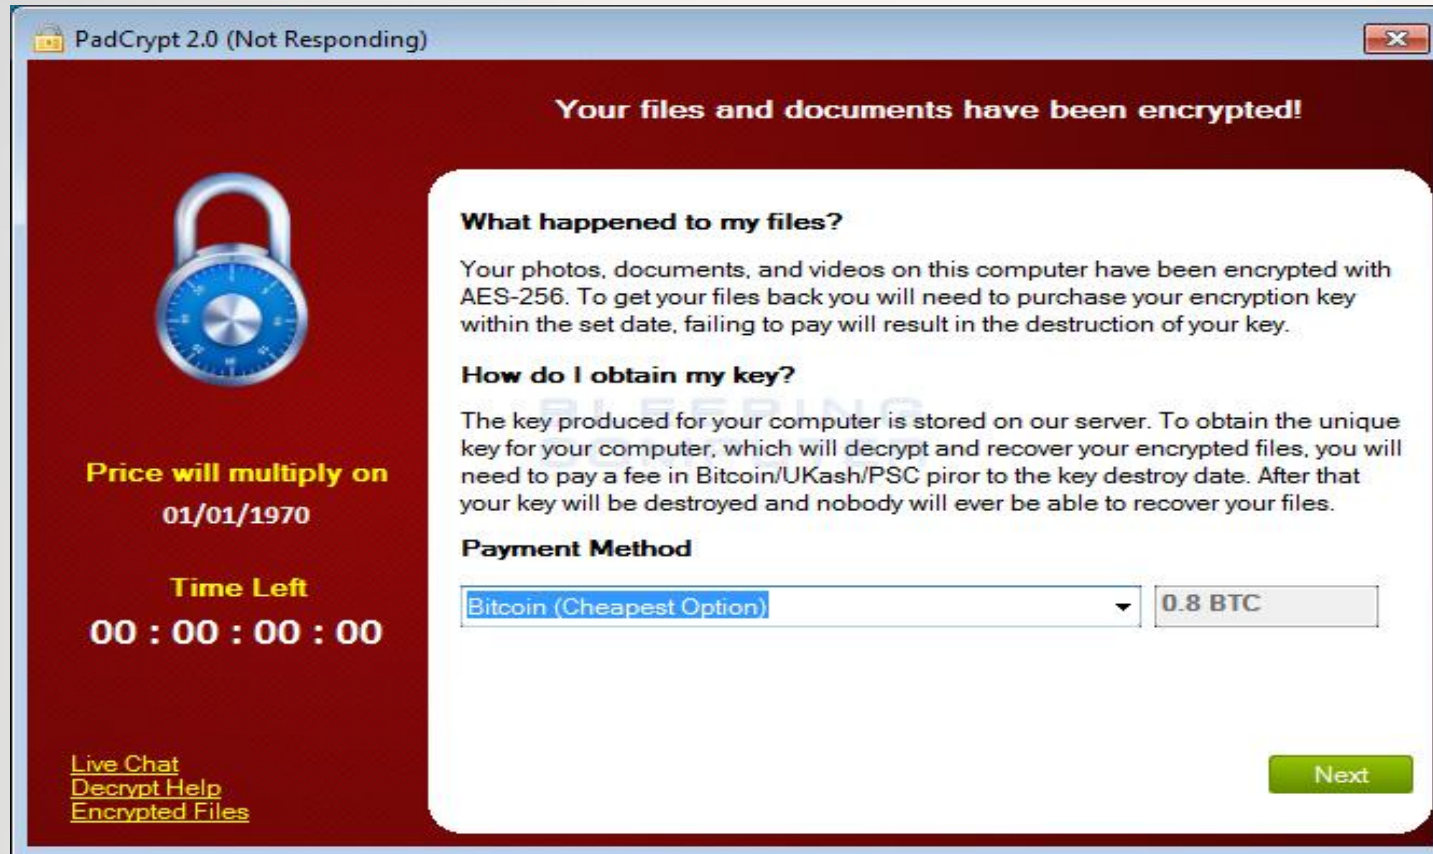 PadCrypt 2.0 (Not Responding)
Your files and documents have been encrypted!
What happened to my files?
Your photos, documents, and videos on this computer have been encrypted with
AES-256. To get your files back you will need to purchase your encryption key
within the set date, failing to pay will result in the destruction of your key.
How do I obtain my key?
The key produced for your computer is stored on our server. To obtain the unique
key for your computer, which will decrypt and recover your encrypted files, you will
need to pay a fee in Bitcoin/UKash/PSC piror to the key destroy date. After that
your key will be destroyed and nobody will ever be able to recover your files.
BLEEPING
COMPUTER
Payment Method
Bitcoin (Cheapest Option)
0.8 BTC
Price will multiply on
01/01/1970
Time Left
00 : 00 : 00 : 00
Live Chat
Decrypt Help
Encrypted Files
Next